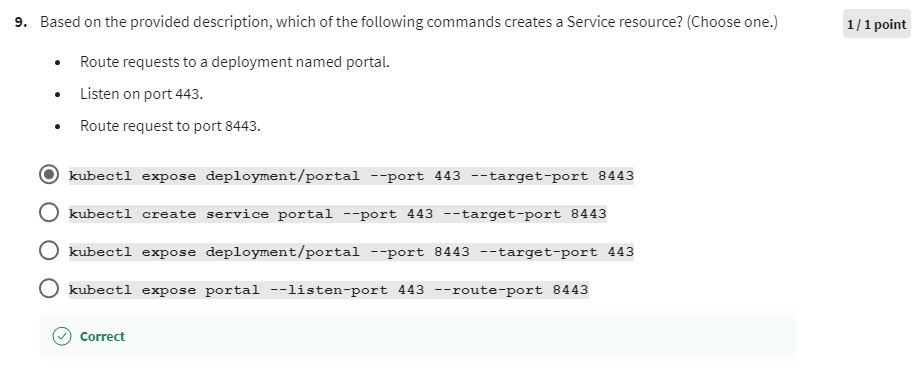 9. Based on the provided description, which of the following commands creates a Service resource? (Choose one.)
1 / 1 point
• Route requests to a deployment named portal.
• Listen on port 443.
• Route request to port 8443.
kubectl expose deployment/portal --port 443 --target-port 8443
kubectl create service portal --port 443 --target-port 8443
kubectl expose deployment/portal --port 8443 --target-port 443
kubectl expose portal --listen-port 443 --route-port 8443
Correct